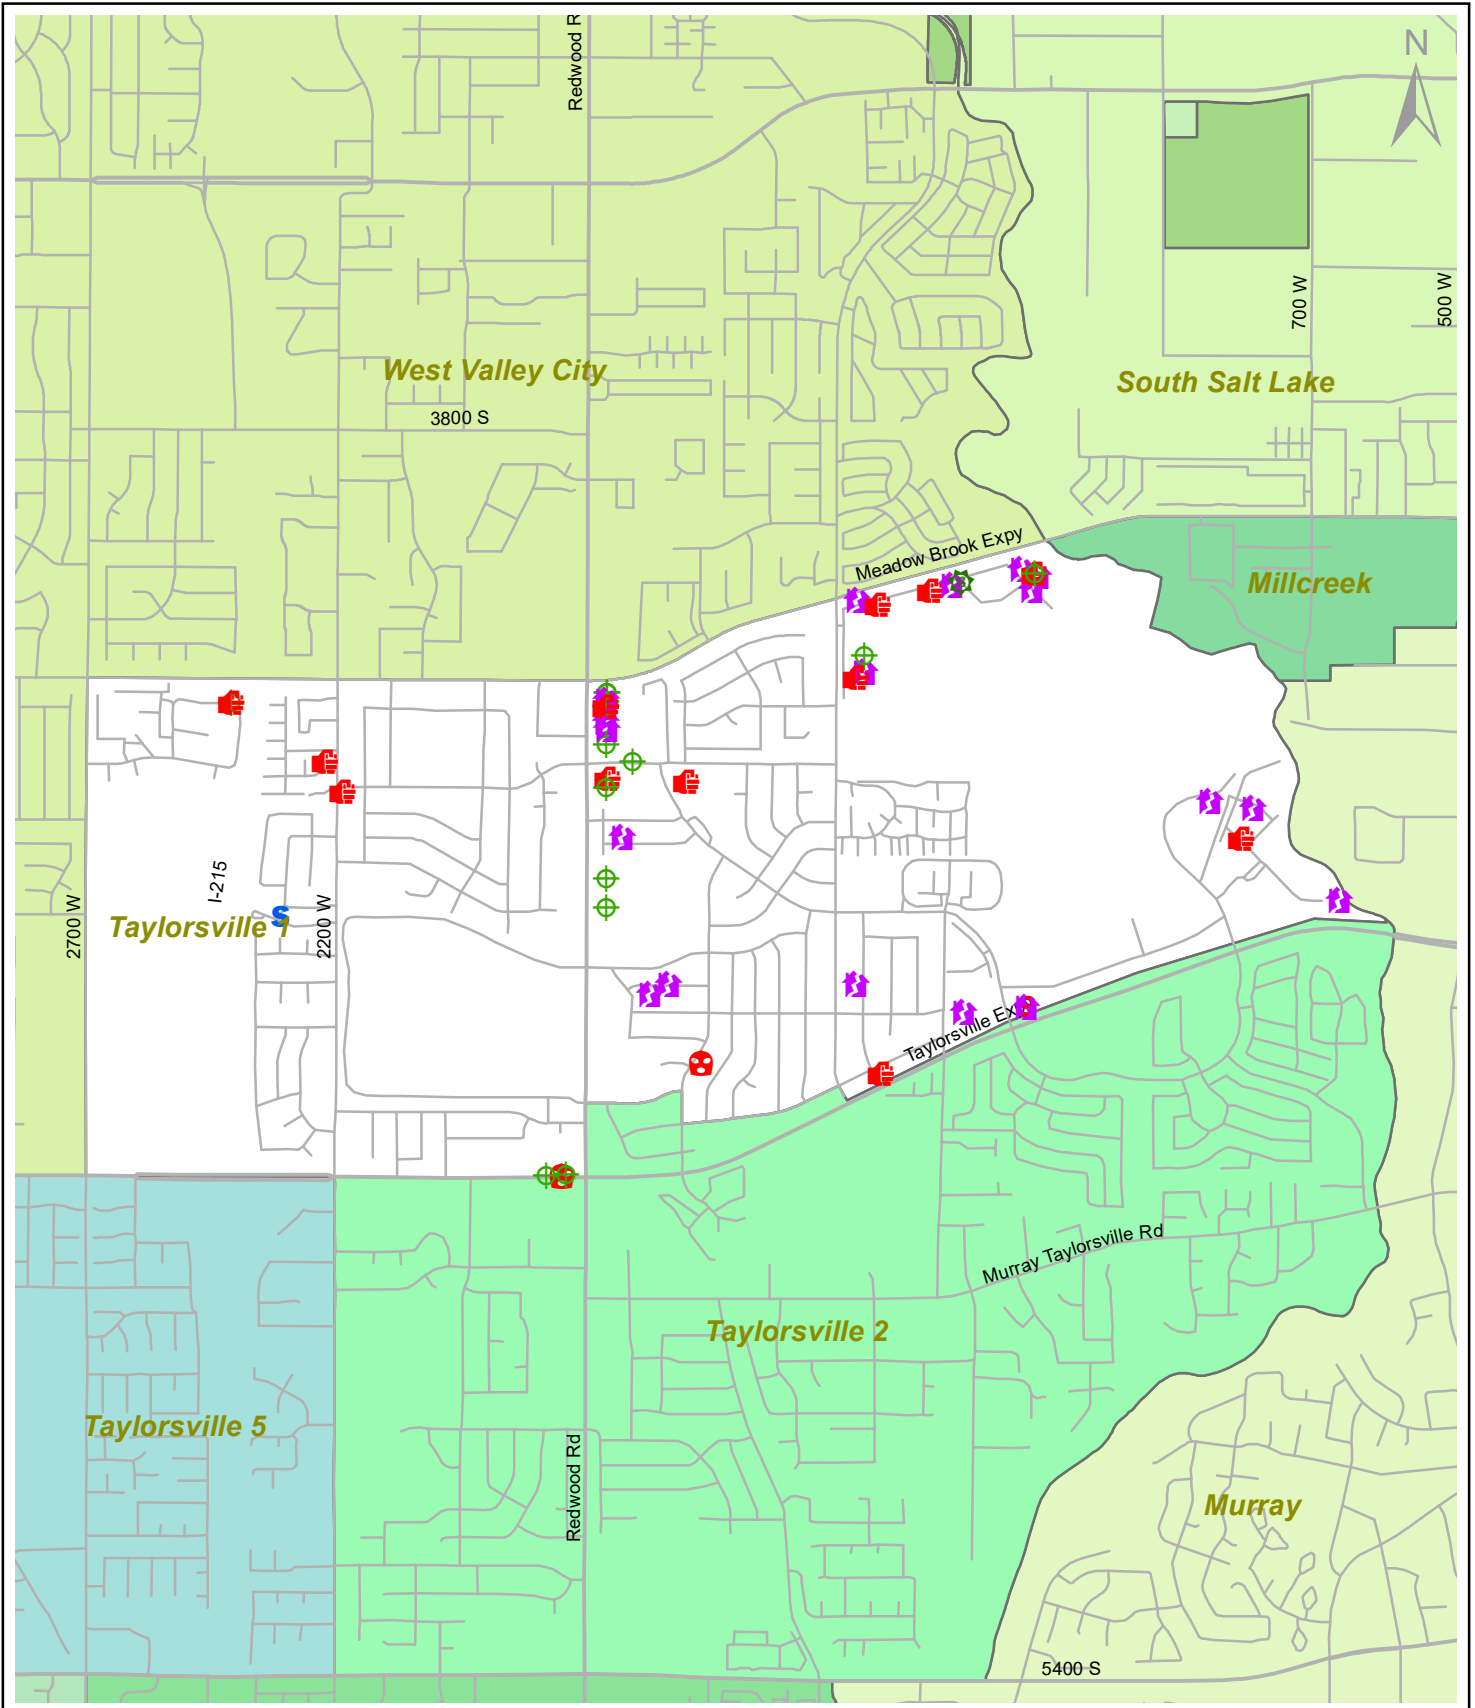 Redwood R
N
700 W
500 W
West Valley City
South Salt Lake
3800 S
Meadow Brook Expy
Millcreek
I-215
2700 W
Taylorsville 1
S
2200 W
Taylorsville Ex
Murray Taylorsville Rd
Taylorsville 2
Taylorsville 5
Redwood Rd
Murray
5400 S